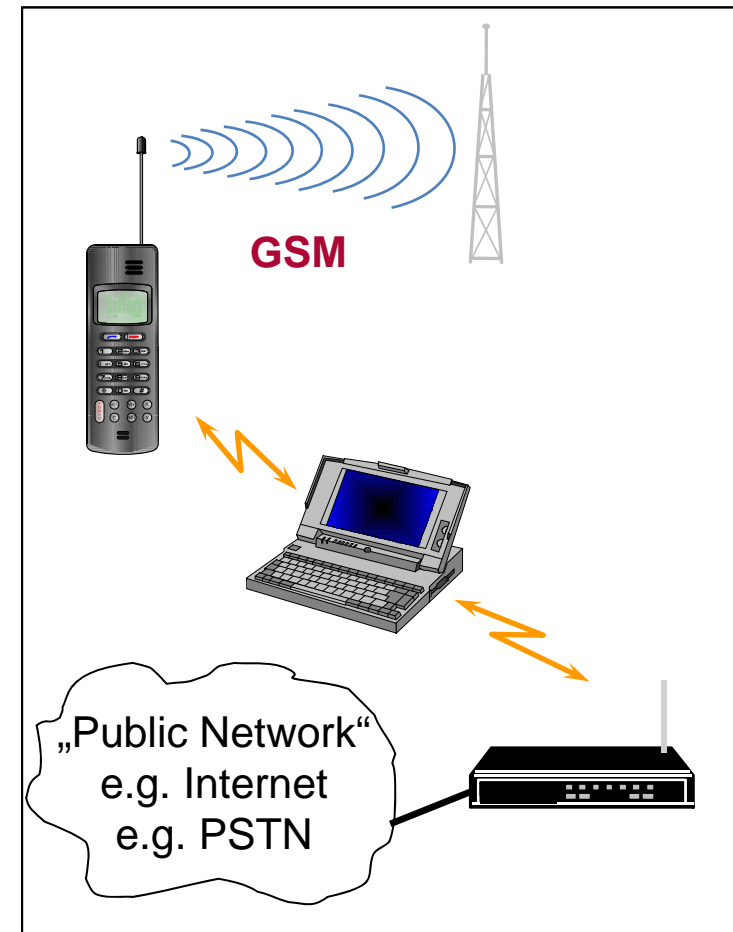 GSM
„Public Network“
e.g. Internet
e.g. PSTN